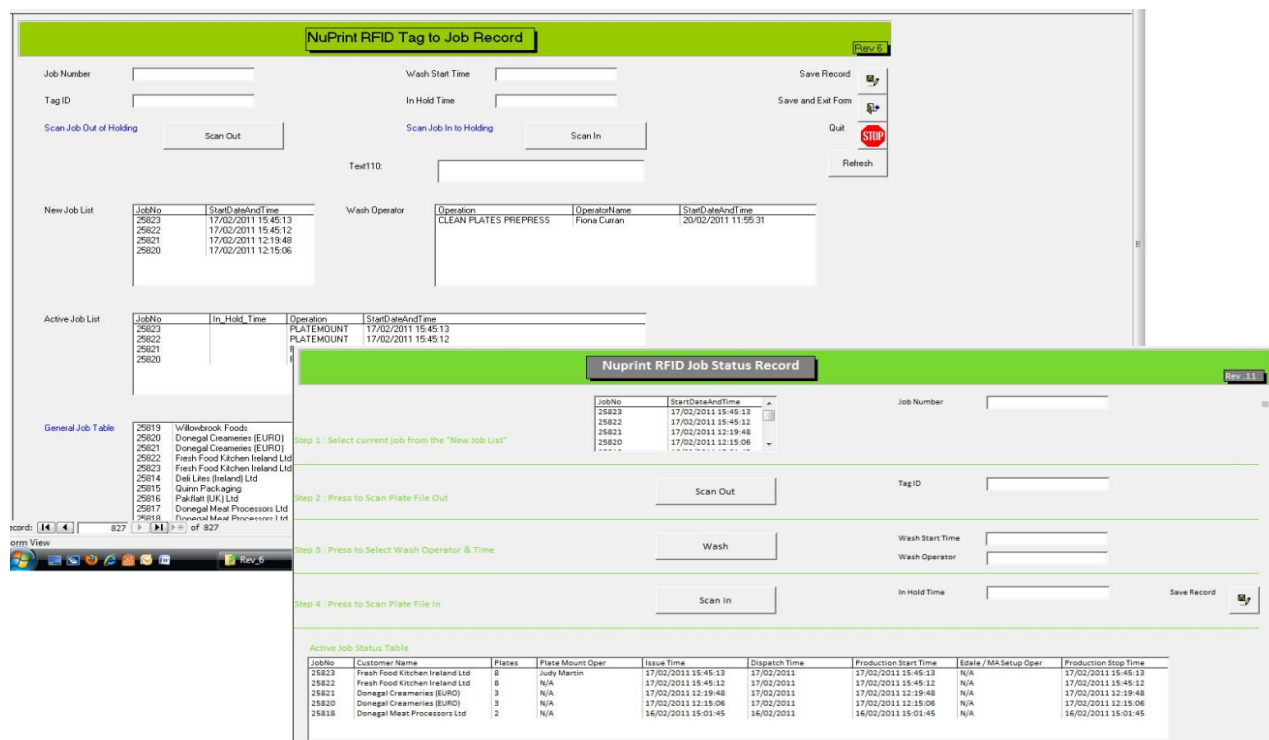 NuPrint RFID Tag to Job Record
Rev 6
Job Number
Wash Start Time
Save Record
Tag ID
In Hold Time
Save and Exit Form
Scan Job Out of Holding
Scan Out
Scan Job In to Holding
Scan In
Quit
STOP
Text110:
Refresh
New Job List
JobNo StartDateAndTime
25823 17/02/2011 15:45:13
25822 17/02/2011 15:45:12
25821 17/02/2011 12:19:48
25820 17/02/2011 12:15:06
Wash Operator
Operation OperatorName StartDateAndTime
CLEAN PLATES PREPRESS Fiona Curran 20/02/2011 11:55:31
Active Job List
JobNo In_Hold_Time Operation StartDateAndTime
25823 PLATEMOUNT 17/02/2011 15:45:13
25822 PLATEMOUNT 17/02/2011 15:45:12
25821
25820
General Job Table
25819 Willowbrook Foods
25820 Donegal Creameries (EURO)
25821 Donegal Creameries (EURO)
25822 Fresh Food Kitchen Ireland Ltd
25823 Fresh Food Kitchen Ireland Ltd
25814 Deli Lites (Ireland) Ltd
25815 Quinn Packaging
25816 Pakflatt (UK) Ltd
25817 Donegal Meat Processors Ltd
25818 Donegal Meat Processors Ltd
827 of 827
Form View
Rev_6
Nuprint RFID Job Status Record
Rev .11
JobNo StartDateAndTime
25823 17/02/2011 15:45:13
25822 17/02/2011 15:45:12
25821 17/02/2011 12:19:48
25820 17/02/2011 12:15:06
Job Number
Step 1 : Select current job from the "New Job List"
Step 2 : Press to Scan Plate File Out
Scan Out
Tag ID
Step 3 : Press to Select Wash Operator & Time
Wash
Wash Start Time
Wash Operator
Step 4 : Press to Scan Plate File In
Scan In
In Hold Time
Save Record
Active Job Status Table
JobNo Customer Name Plates Plate Mount Oper Issue Time Dispatch Time Production Start Time Edale / MA Setup Oper Production Stop Time
25823 Fresh Food Kitchen Ireland Ltd 8 Judy Martin 17/02/2011 15:45:13 17/02/2011 17/02/2011 15:45:13 N/A 17/02/2011 15:45:13
25822 Fresh Food Kitchen Ireland Ltd 8 N/A 17/02/2011 15:45:12 17/02/2011 17/02/2011 15:45:12 N/A 17/02/2011 15:45:12
25821 Donegal Creameries (EURO) 3 N/A 17/02/2011 12:19:48 17/02/2011 17/02/2011 12:19:48 N/A 17/02/2011 12:19:48
25820 Donegal Creameries (EURO) 3 N/A 17/02/2011 12:15:06 17/02/2011 17/02/2011 12:15:06 N/A 17/02/2011 12:15:06
25818 Donegal Meat Processors Ltd 2 N/A 16/02/2011 15:01:45 16/02/2011 16/02/2011 15:01:45 N/A 16/02/2011 15:01:45